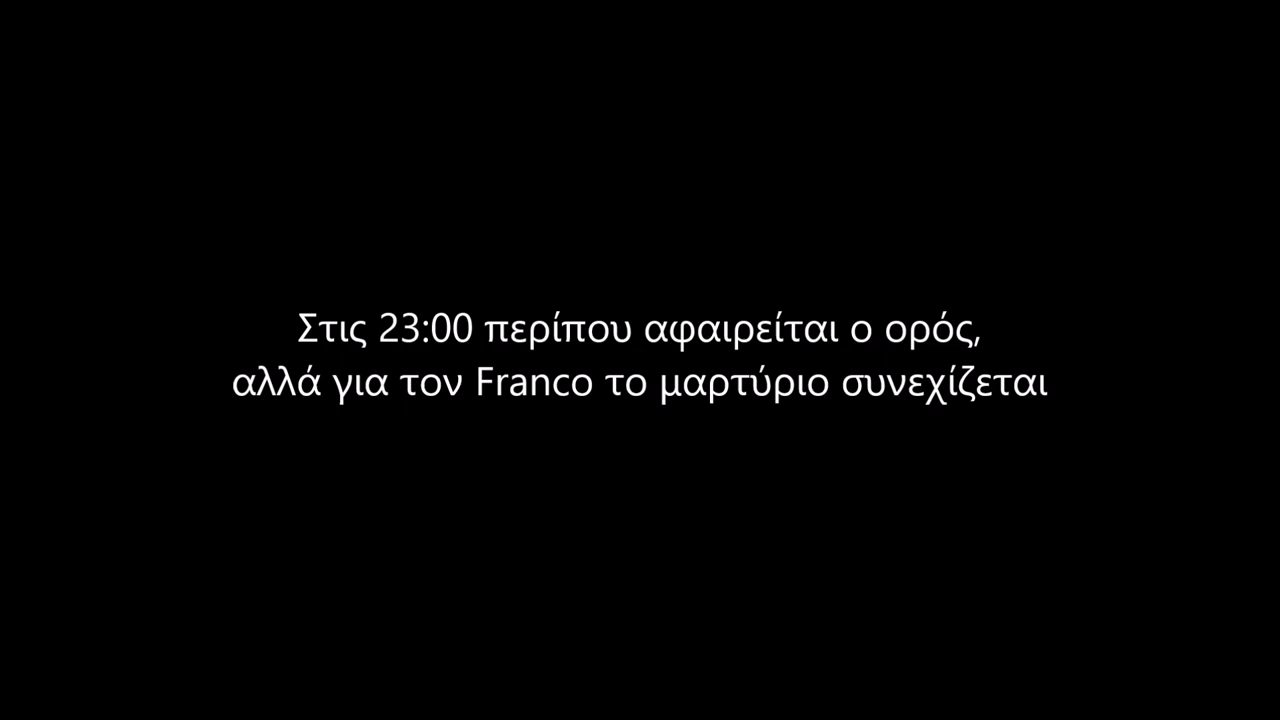 Στις 23:00 περίπου αφαιρείται ο ορός,
αλλά για τον Franco το μαρτύριο συνεχίζεται